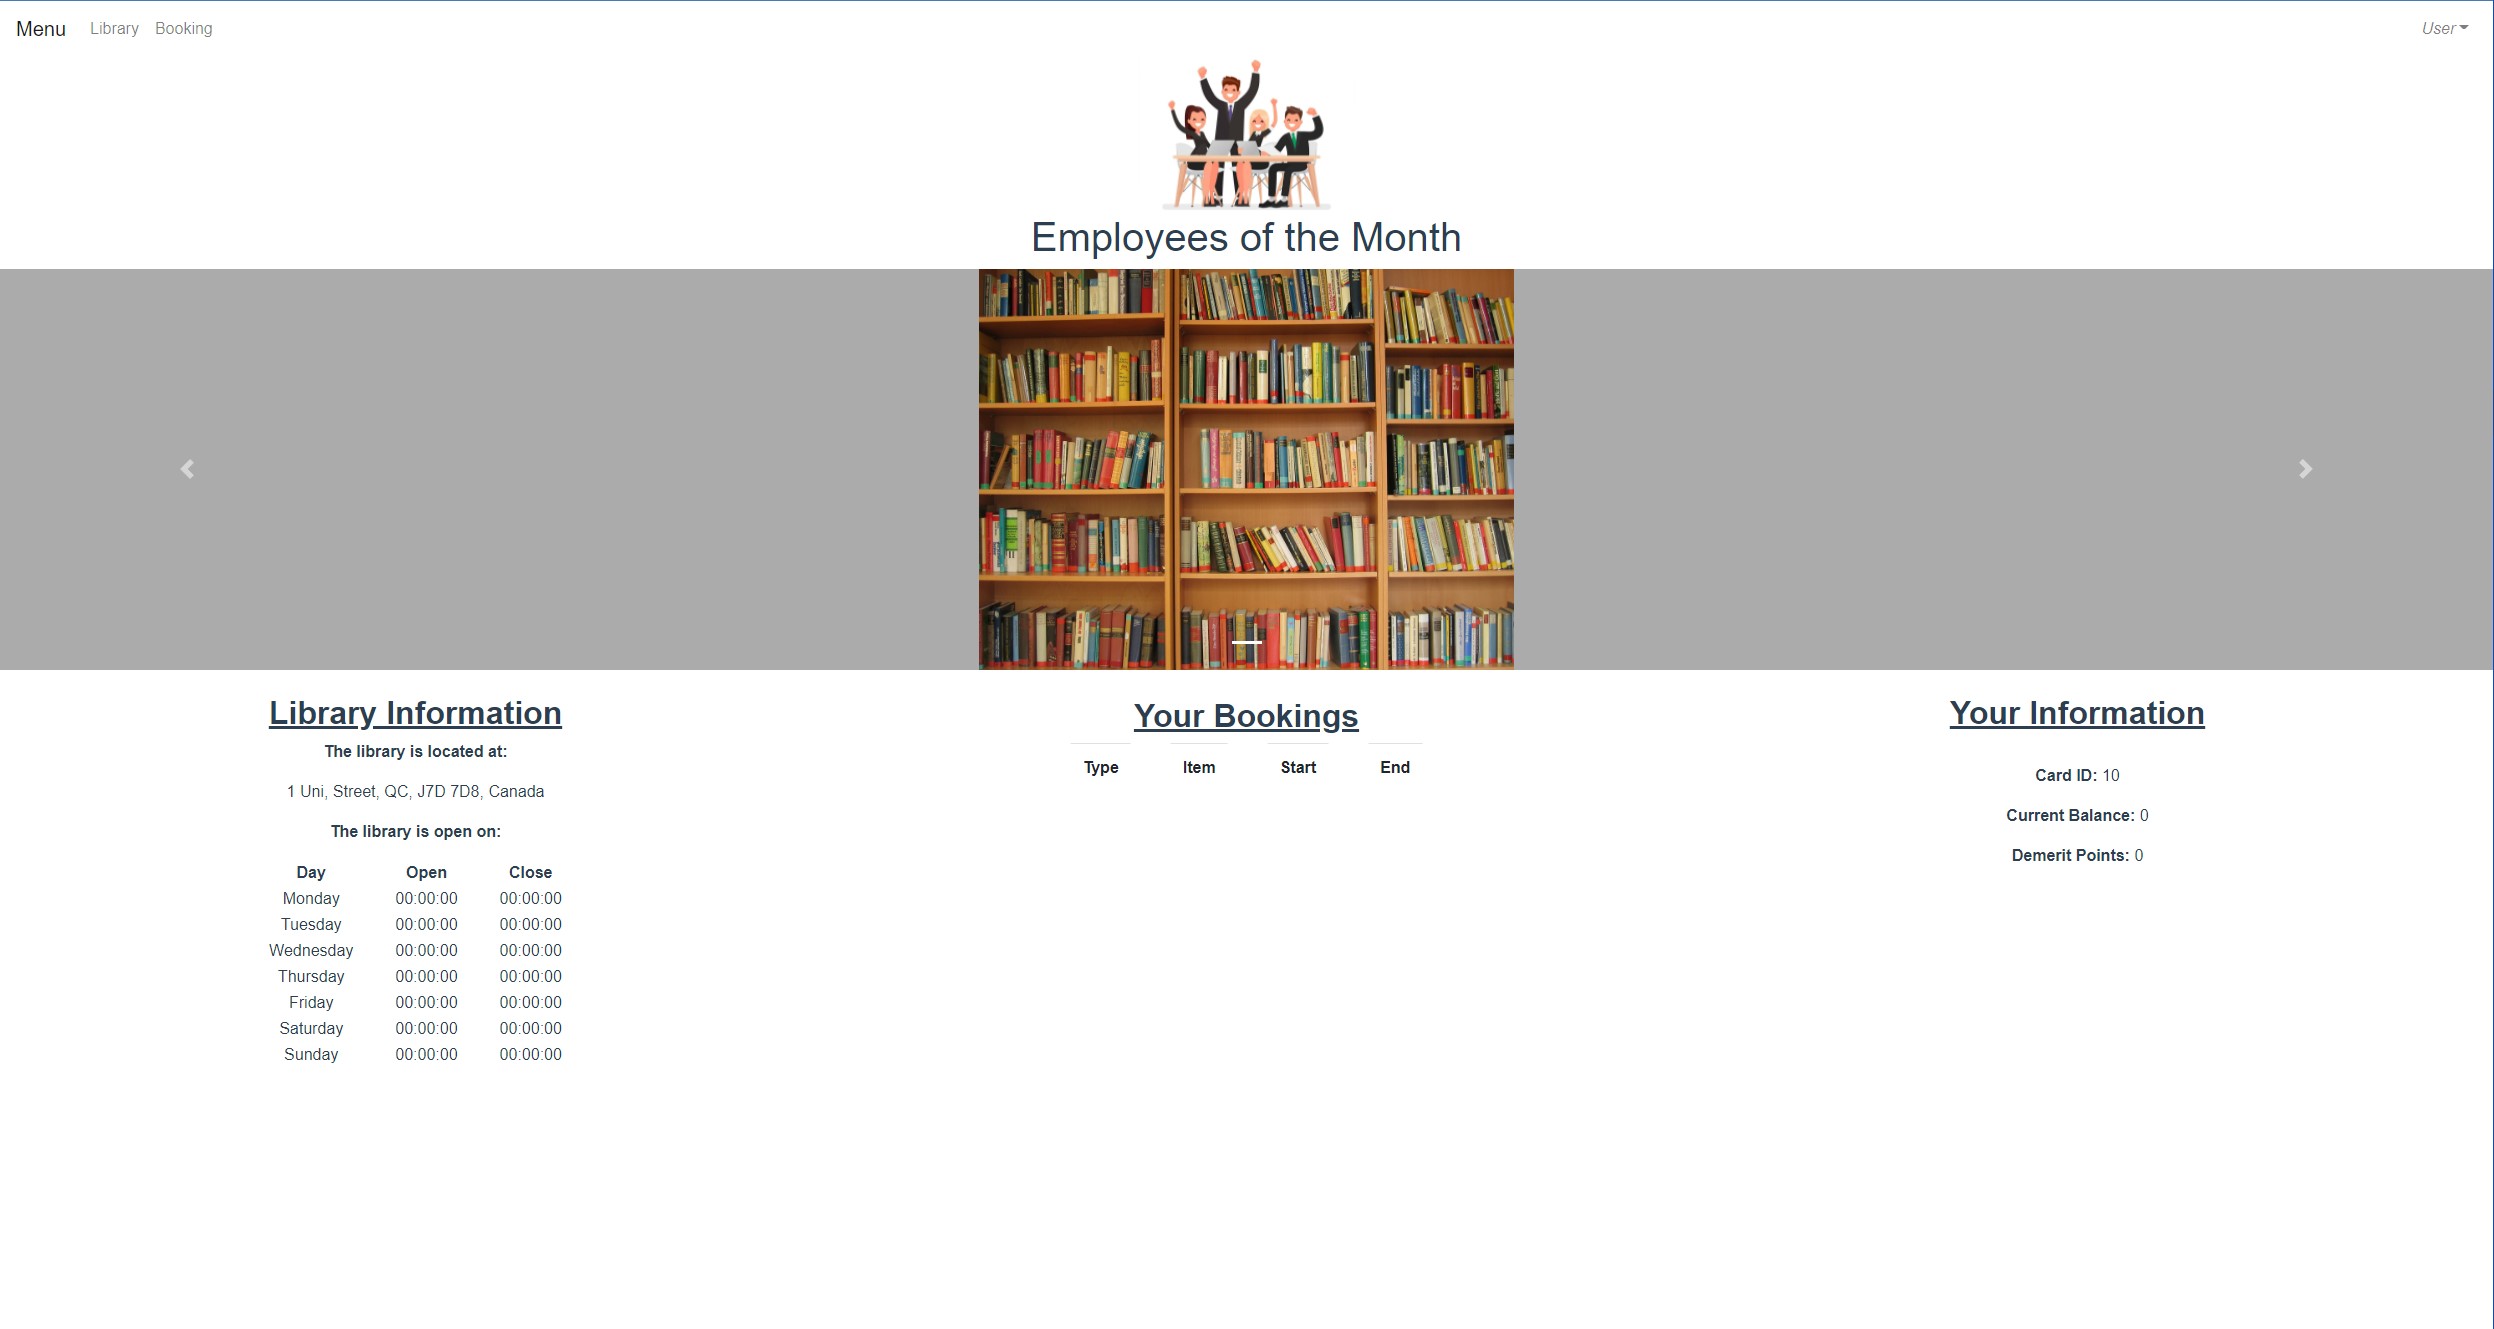 Menu Library Booking User
Employees of the Month
Library Information
The library is located at:
1 Uni, Street, QC, J7D 7D8, Canada
The library is open on:
Day Open Close
Monday 00:00:00 00:00:00
Tuesday 00:00:00 00:00:00
Wednesday 00:00:00 00:00:00
Thursday 00:00:00 00:00:00
Friday 00:00:00 00:00:00
Saturday 00:00:00 00:00:00
Sunday 00:00:00 00:00:00
Your Bookings
Type Item Start End
Your Information
Card ID: 10
Current Balance: 0
Demerit Points: 0